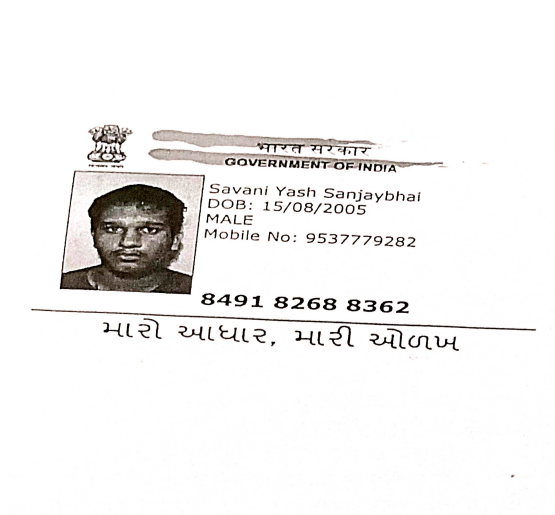 भारत सरकार
GOVERNMENT OF INDIA
Savani Yash Sanjaybhai
DOB: 15/08/2005
MALE
Mobile No: 9537779282
8491 8268 8362
મારો આધાર, મારી ઓળખ